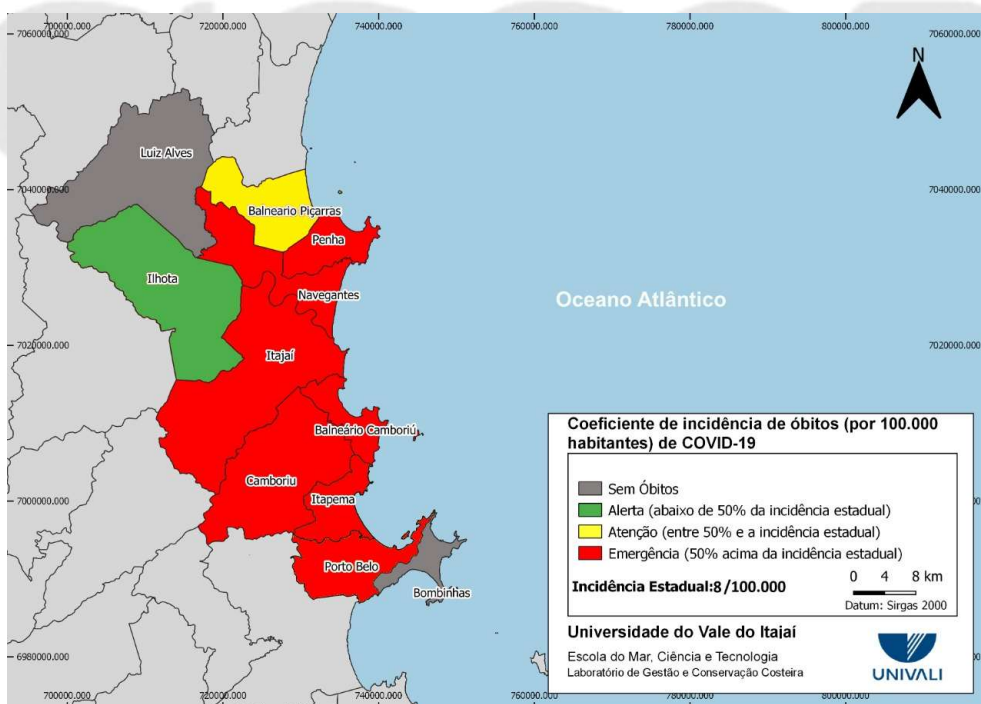 700000.000 720000.000 740000.000 760000.000 780000.000 800000.000
7060000.000 7060000.000
N
Luiz Alves
7040000.000 7040000.000
Balneario Piçarras
Penha
Ilhota
Navegantes
Oceano Atlântico
7020000.000 7020000.000
Itajaí
Balneário Camboriú
Camboriu
Itapema
7000000.000
Porto Belo
Bombinhas
6980000.000
700000.000 720000.000 740000.000 760000.000 780000.000 800000.000
Coeficiente de incidência de óbitos (por 100.000
habitantes) de COVID-19
Sem Óbitos
Alerta (abaixo de 50% da incidência estadual)
Atenção (entre 50% e a incidência estadual)
Emergência (50% acima da incidência estadual)
Incidência Estadual:8/100.000
0 4 8 km
Datum: Sirgas 2000
Universidade do Vale do Itajaí
Escola do Mar, Ciência e Tecnologia
Laboratório de Gestão e Conservação Costeira
UNIVALI